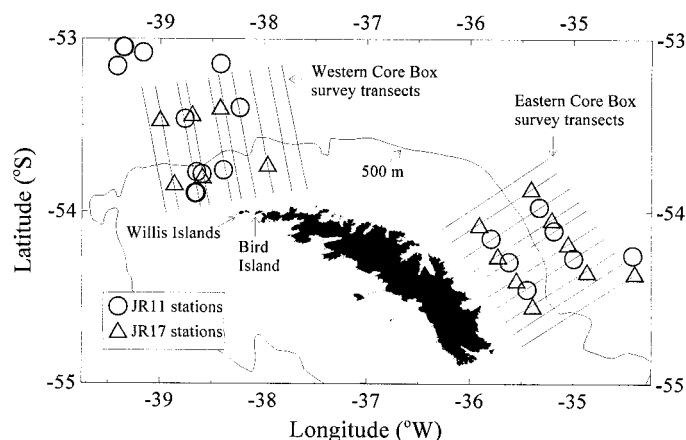 -39 -38 -37 -36 -35
-53 -53
Western Core Box
survey transects
Eastern Core Box
survey transects
500 m
Latitude (°S)
-54 -54
Willis Islands
Bird
Island
JR11 stations
JR17 stations
-55 -55
-39 -38 -37 -36 -35
Longitude (°W)